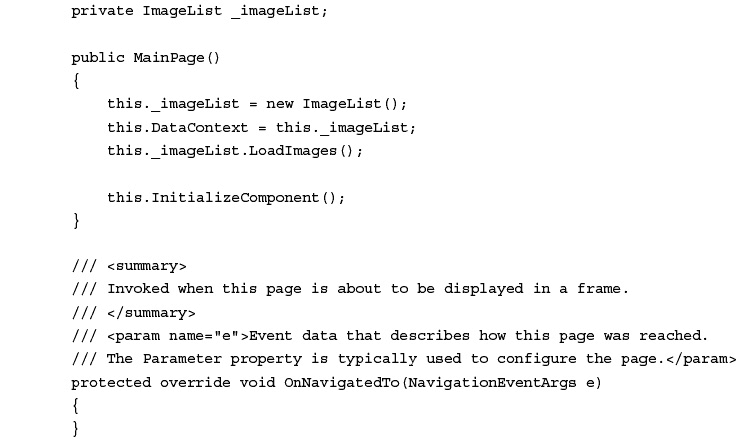 private ImageList _imageList;
public MainPage()
{
this._imageList = new ImageList();
this.DataContext = this._imageList;
this._imageList.LoadImages();
this.InitializeComponent();
}
/// <summary>
/// Invoked when this page is about to be displayed in a frame.
/// </summary>
/// <param name="e">Event data that describes how this page was reached.
/// The Parameter property is typically used to configure the page.</param>
protected override void OnNavigatedTo(NavigationEventArgs e)
{
}